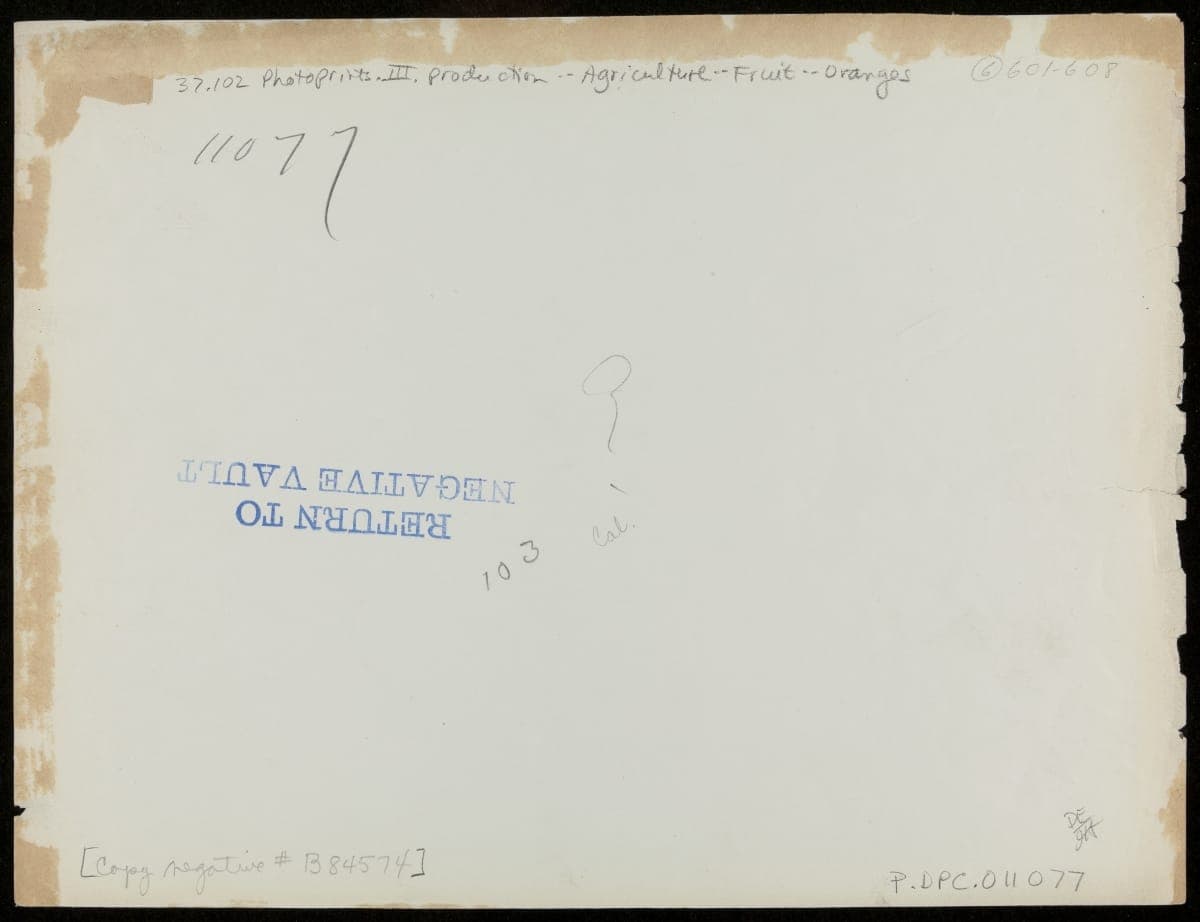 37.102 Photoprints. III. Production -- Agriculture -- Fruit -- Oranges ⑥ 601-608
11077
RETURN TO
NEGATIVE VAULT
103
Cal.
[Copy negative # B84574]
P.DPC.011077